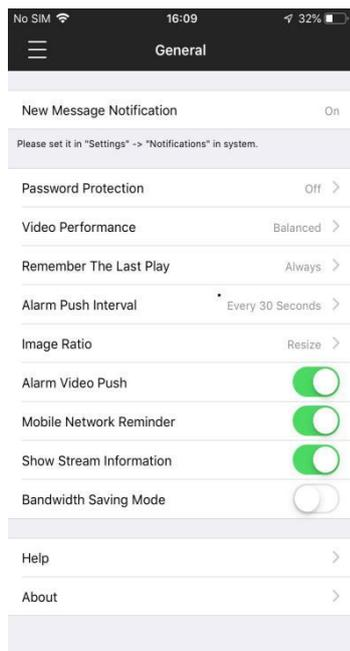 No SIM 16:09 32%
General
New Message Notification On
Please set it in "Settings" -> "Notifications" in system.
Password Protection Off
Video Performance Balanced
Remember The Last Play Always
Alarm Push Interval Every 30 Seconds
Image Ratio Resize
Alarm Video Push
Mobile Network Reminder
Show Stream Information
Bandwidth Saving Mode
Help
About